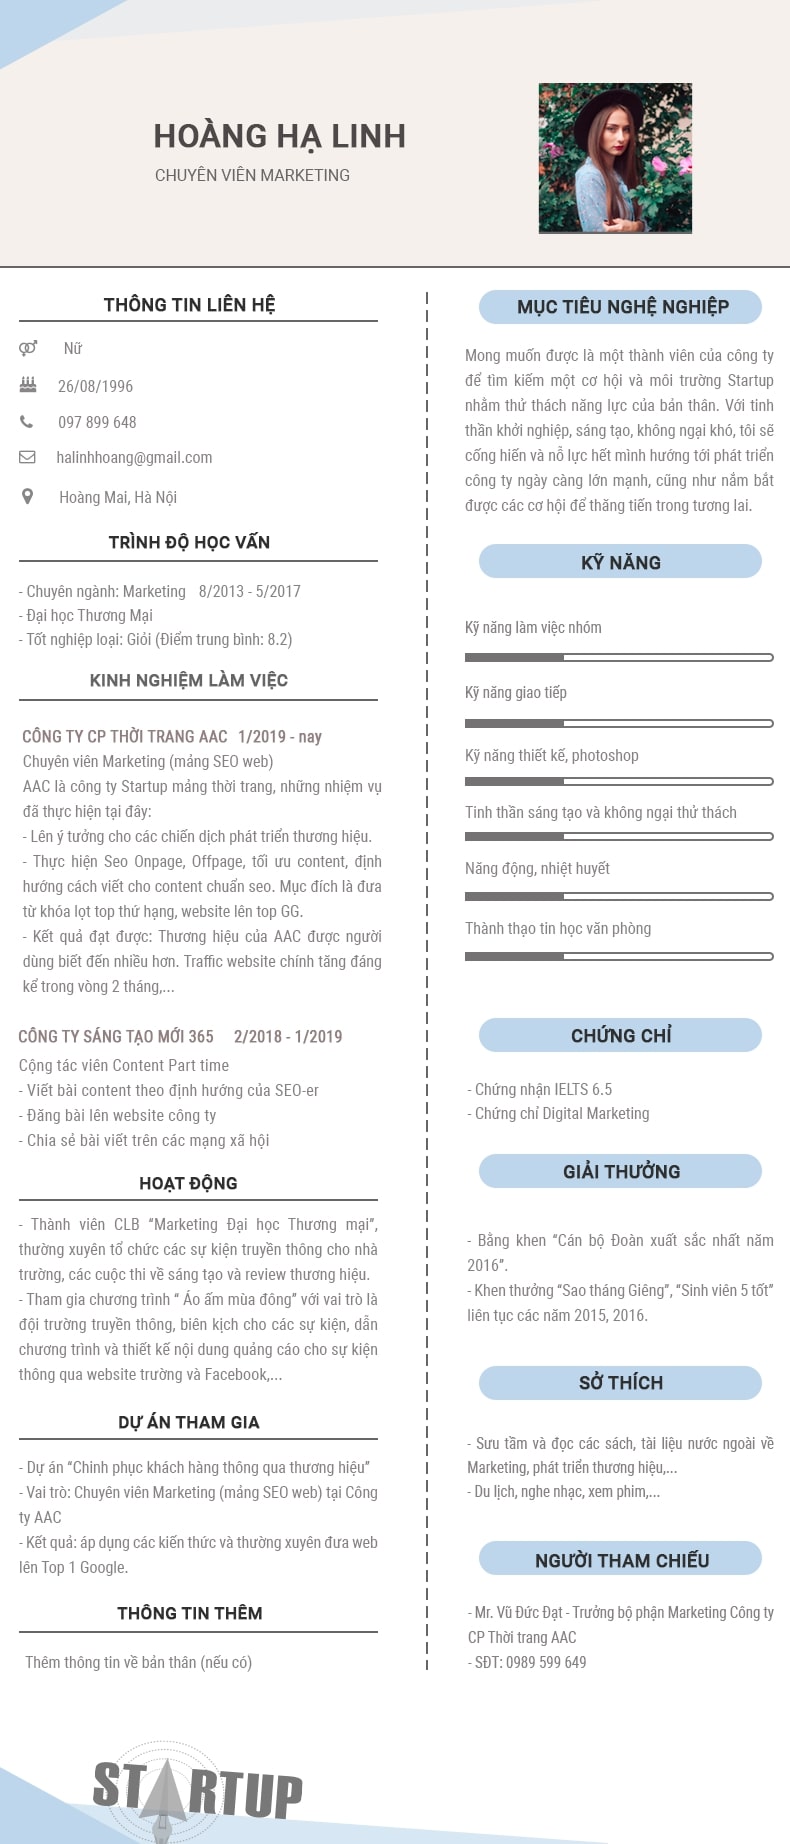 HOÀNG HẠ LINH
CHUYÊN VIÊN MARKETING
THÔNG TIN LIÊN HỆ
Nữ
26/08/1996
097 899 648
halinhhoang@gmail.com
Hoàng Mai, Hà Nội
TRÌNH ĐỘ HỌC VẤN
- Chuyên ngành: Marketing 8/2013 - 5/2017
- Đại học Thương Mại
- Tốt nghiệp loại: Giỏi (Điểm trung bình: 8.2)
KINH NGHIỆM LÀM VIỆC
CÔNG TY CP THỜI TRANG AAC 1/2019 - nay
Chuyên viên Marketing (mảng SEO web)
AAC là công ty Startup mảng thời trang, những nhiệm vụ
đã thực hiện tại đây:
- Lên ý tưởng cho các chiến dịch phát triển thương hiệu.
- Thực hiện Seo Onpage, Offpage, tối ưu content, định
hướng cách viết cho content chuẩn seo. Mục đích là đưa
từ khóa lọt top thứ hạng, website lên top GG.
- Kết quả đạt được: Thương hiệu của AAC được người
dùng biết đến nhiều hơn. Traffic website chính tăng đáng
kể trong vòng 2 tháng,...
CÔNG TY SÁNG TẠO MỚI 365 2/2018 - 1/2019
Cộng tác viên Content Part time
- Viết bài content theo định hướng của SEO-er
- Đăng bài lên website công ty
- Chia sẻ bài viết trên các mạng xã hội
HOẠT ĐỘNG
- Thành viên CLB “Marketing Đại học Thương mại”,
thường xuyên tổ chức các sự kiện truyền thông cho nhà
trường, các cuộc thi về sáng tạo và review thương hiệu.
- Tham gia chương trình “ Áo ấm mùa đông” với vai trò là
đội trưởng truyền thông, biên kịch cho các sự kiện, dẫn
chương trình và thiết kế nội dung quảng cáo cho sự kiện
thông qua website trường và Facebook,...
DỰ ÁN THAM GIA
- Dự án “Chinh phục khách hàng thông qua thương hiệu”
- Vai trò: Chuyên viên Marketing (mảng SEO web) tại Công
ty AAC
- Kết quả: áp dụng các kiến thức và thường xuyên đưa web
lên Top 1 Google.
THÔNG TIN THÊM
Thêm thông tin về bản thân (nếu có)
MỤC TIÊU NGHỀ NGHIỆP
Mong muốn được là một thành viên của công ty
để tìm kiếm một cơ hội và môi trường Startup
nhằm thử thách năng lực của bản thân. Với tinh
thần khởi nghiệp, sáng tạo, không ngại khó, tôi sẽ
cống hiến và nỗ lực hết mình hướng tới phát triển
công ty ngày càng lớn mạnh, cũng như nắm bắt
được các cơ hội để thăng tiến trong tương lai.
KỸ NĂNG
Kỹ năng làm việc nhóm
Kỹ năng giao tiếp
Kỹ năng thiết kế, photoshop
Tinh thần sáng tạo và không ngại thử thách
Năng động, nhiệt huyết
Thành thạo tin học văn phòng
CHỨNG CHỈ
- Chứng nhận IELTS 6.5
- Chứng chỉ Digital Marketing
GIẢI THƯỞNG
- Bằng khen “Cán bộ Đoàn xuất sắc nhất năm
2016”.
- Khen thưởng “Sao tháng Giêng”, “Sinh viên 5 tốt”
liên tục các năm 2015, 2016.
SỞ THÍCH
- Sưu tầm và đọc các sách, tài liệu nước ngoài về
Marketing, phát triển thương hiệu,...
- Du lịch, nghe nhạc, xem phim,...
NGƯỜI THAM CHIẾU
- Mr. Vũ Đức Đạt - Trưởng bộ phận Marketing Công ty
CP Thời trang AAC
- SĐT: 0989 599 649
STARTUP